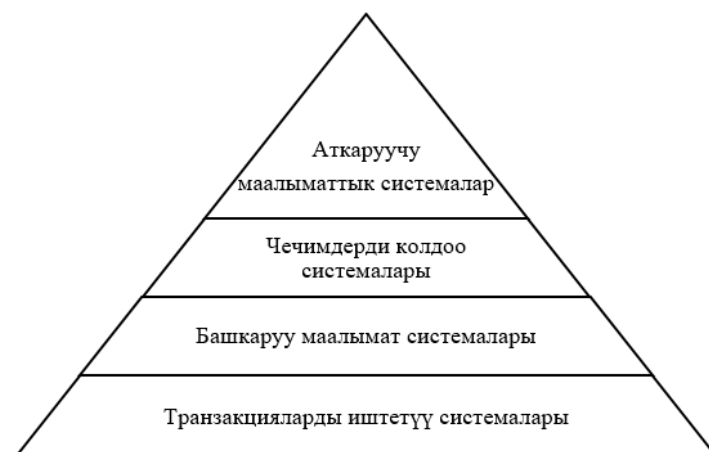 Аткаруучу
маалыматтык системалар
Чечимдерди колдоо
системалары
Башкаруу маалымат системалары
Транзакцияларды иштетүү системалары